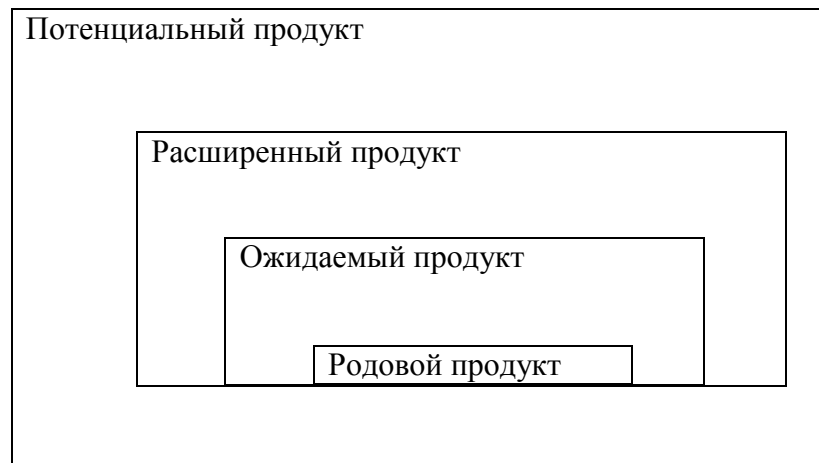 Потенциальный продукт
Расширенный продукт
Ожидаемый продукт
Родовой продукт